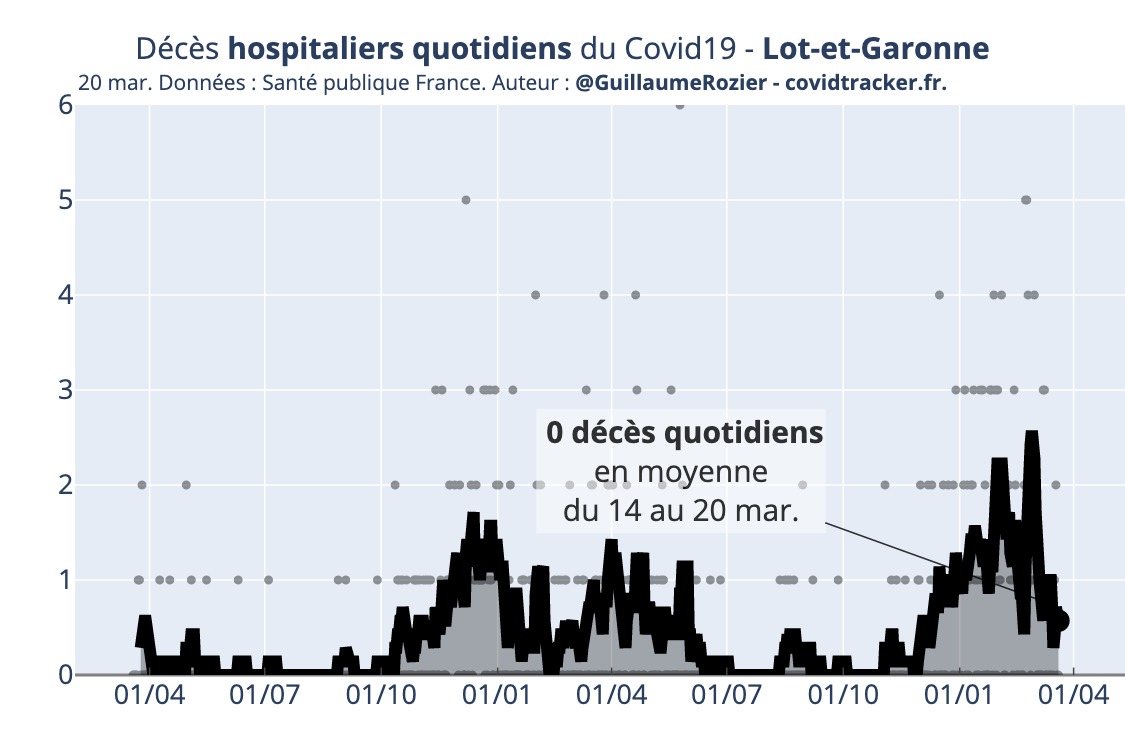 Décès hospitaliers quotidiens du Covid19 - Lot-et-Garonne
20 mar. Données : Santé publique France. Auteur : @GuillaumeRozier - covidtracker.fr.
6
5
4
3
2
1
0
0 décès quotidiens
en moyenne
du 14 au 20 mar.
01/04 01/07 01/10 01/01 01/04 01/07 01/10 01/01 01/04